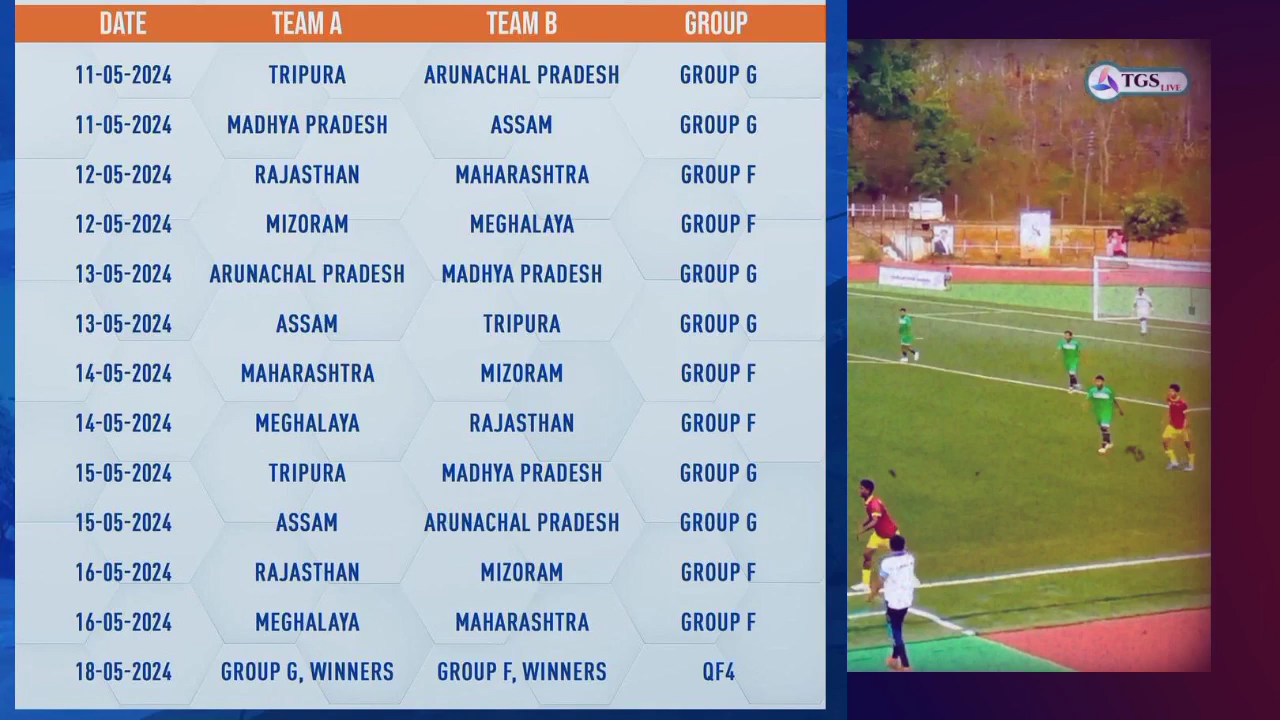 DATE TEAM A TEAM B GROUP
11-05-2024 TRIPURA ARUNACHAL PRADESH GROUP G
11-05-2024 MADHYA PRADESH ASSAM GROUP G
12-05-2024 RAJASTHAN MAHARASHTRA GROUP F
12-05-2024 MIZORAM MEGHALAYA GROUP F
13-05-2024 ARUNACHAL PRADESH MADHYA PRADESH GROUP G
13-05-2024 ASSAM TRIPURA GROUP G
14-05-2024 MAHARASHTRA MIZORAM GROUP F
14-05-2024 MEGHALAYA RAJASTHAN GROUP F
15-05-2024 TRIPURA MADHYA PRADESH GROUP G
15-05-2024 ASSAM ARUNACHAL PRADESH GROUP G
16-05-2024 RAJASTHAN MIZORAM GROUP F
16-05-2024 MEGHALAYA MAHARASHTRA GROUP F
18-05-2024 GROUP G, WINNERS GROUP F, WINNERS QF4
TGS LIVE